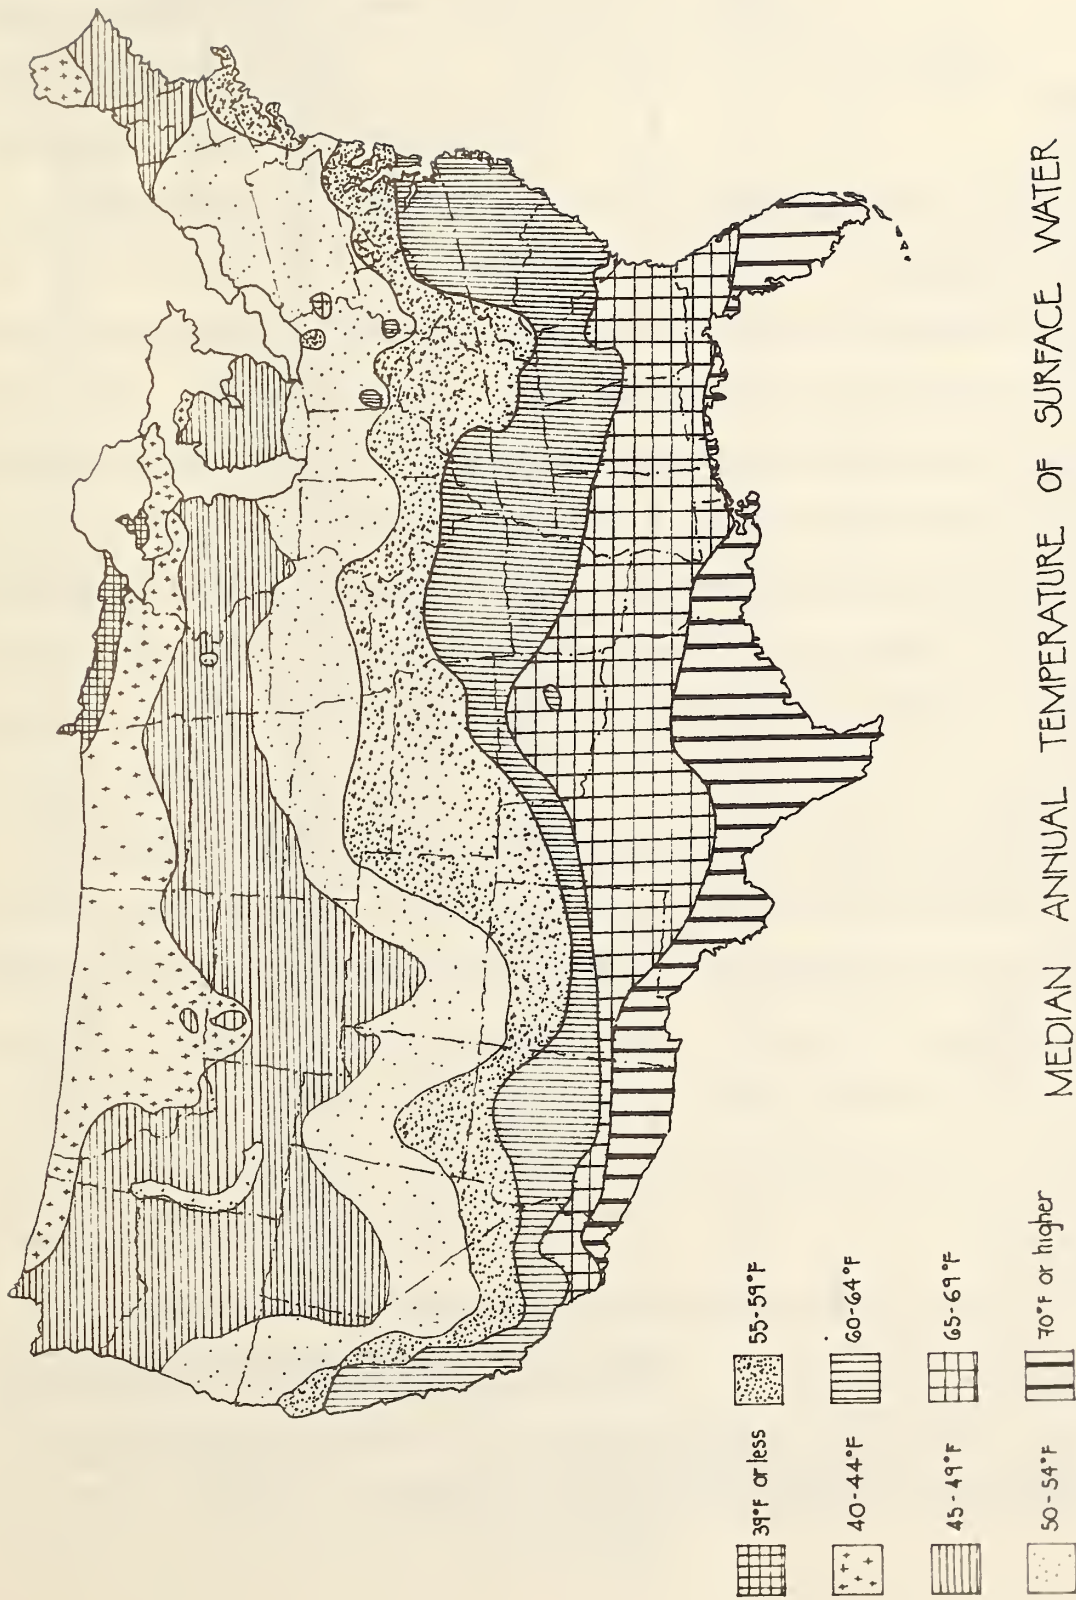 39°F or less
40-44°F
45-49°F
50-54°F
55-59°F
60-64°F
65-69°F
70°F or higher
MEDIAN ANNUAL TEMPERATURE OF SURFACE WATER